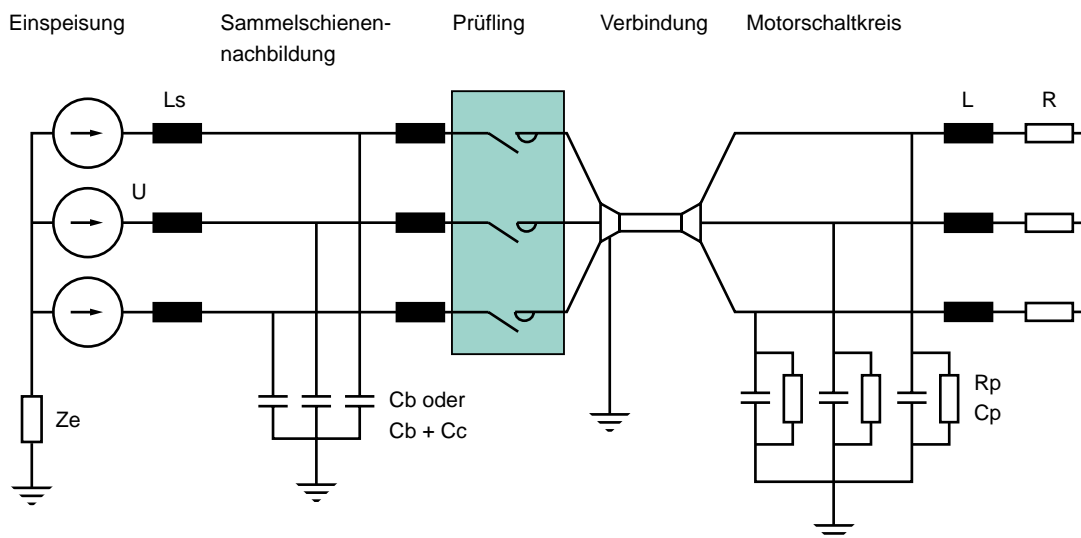 Einspeisung
Sammelschienen-
nachbildung
Prüfling
Verbindung
Motorschaltkreis
Ls
L
R
U
Ze
Cb oder
Cb + Cc
Rp
Cp